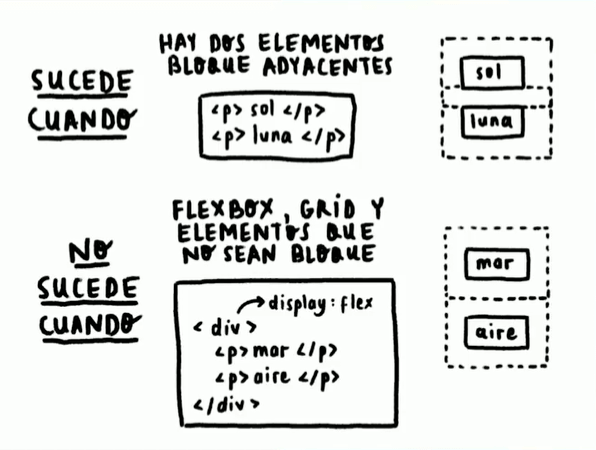 HAY DOS ELEMENTOS
BLOQUE ADYACENTES
SUCEDE
CUANDO
<p> sol </p>
<p> luna </p>
sol
luna
FLEXBOX, GRID Y
ELEMENTOS QUE
NO SEAN BLOQUE
NO
SUCEDE
CUANDO
display: flex
< div >
<p> mar </p>
<p> aire </p>
</div>
mar
aire